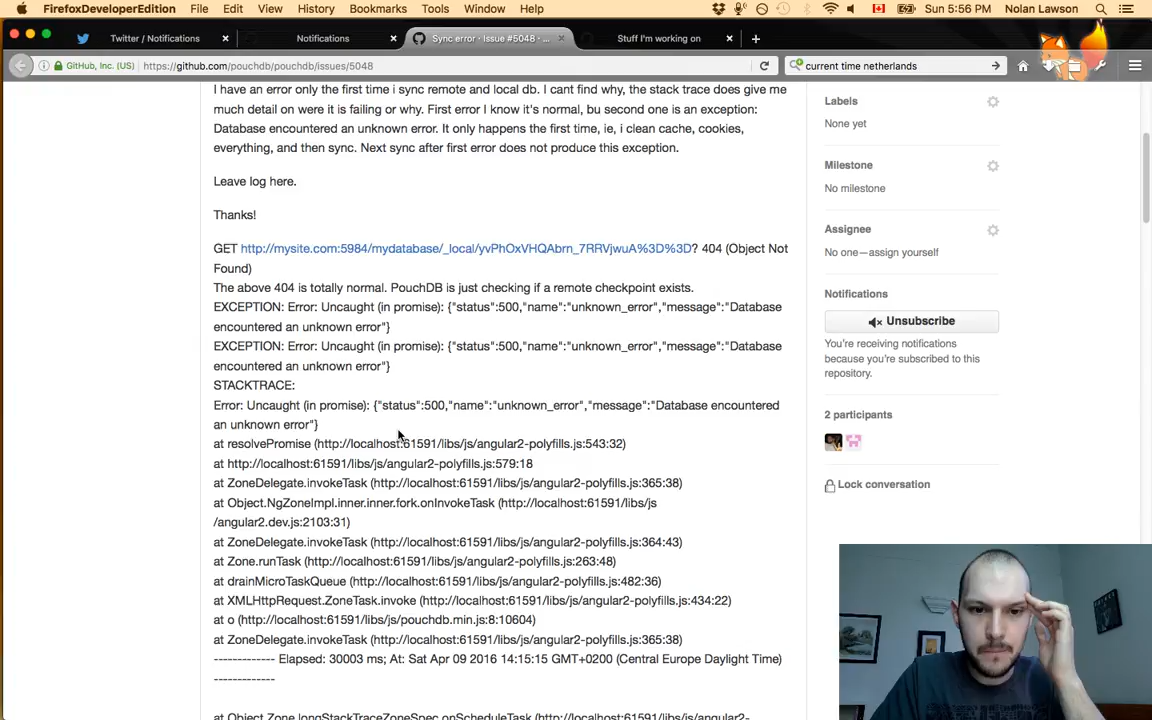 FirefoxDeveloperEdition File Edit View History Bookmarks Tools Window Help Sun 5:56 PM Nolan Lawson
Twitter / Notifications × Notifications × Sync error · Issue #5048 - ... × Stuff I'm working on × +
GitHub, Inc. (US) https://github.com/pouchdb/pouchdb/issues/5048 current time netherlands
I have an error only the first time i sync remote and local db. I cant find why, the stack trace does give me
much detail on were it is failing or why. First error I know it's normal, bu second one is an exception:
Database encountered an unknown error. It only happens the first time, ie, i clean cache, cookies,
everything, and then sync. Next sync after first error does not produce this exception.
Leave log here.
Thanks!
GET http://mysite.com:5984/mydatabase/_local/yvPhOxVHQAbrn_7RRVjwuA%3D%3D? 404 (Object Not
Found)
The above 404 is totally normal. PouchDB is just checking if a remote checkpoint exists.
EXCEPTION: Error: Uncaught (in promise): {"status":500,"name":"unknown_error","message":"Database
encountered an unknown error"}
EXCEPTION: Error: Uncaught (in promise): {"status":500,"name":"unknown_error","message":"Database
encountered an unknown error"}
STACKTRACE:
Error: Uncaught (in promise): {"status":500,"name":"unknown_error","message":"Database encountered
an unknown error"}
at resolvePromise (http://localhost:61591/libs/js/angular2-polyfills.js:543:32)
at http://localhost:61591/libs/js/angular2-polyfills.js:579:18
at ZoneDelegate.invokeTask (http://localhost:61591/libs/js/angular2-polyfills.js:365:38)
at Object.NgZoneImpl.inner.inner.fork.onInvokeTask (http://localhost:61591/libs/js
/angular2.dev.js:2103:31)
at ZoneDelegate.invokeTask (http://localhost:61591/libs/js/angular2-polyfills.js:364:43)
at Zone.runTask (http://localhost:61591/libs/js/angular2-polyfills.js:263:48)
at drainMicroTaskQueue (http://localhost:61591/libs/js/angular2-polyfills.js:482:36)
at XMLHttpRequest.ZoneTask.invoke (http://localhost:61591/libs/js/angular2-polyfills.js:434:22)
at o (http://localhost:61591/libs/js/pouchdb.min.js:8:10604)
at ZoneDelegate.invokeTask (http://localhost:61591/libs/js/angular2-polyfills.js:365:38)
------------- Elapsed: 30003 ms; At: Sat Apr 09 2016 14:15:15 GMT+0200 (Central Europe Daylight Time)
-------------
at Object.Zone.longStackTraceZoneSpec.onScheduleTask (http://localhost:61591/libs/js/angular2-
Labels
None yet
Milestone
No milestone
Assignee
No one—assign yourself
Notifications
Unsubscribe
You're receiving notifications
because you're subscribed to this
repository.
2 participants
Lock conversation